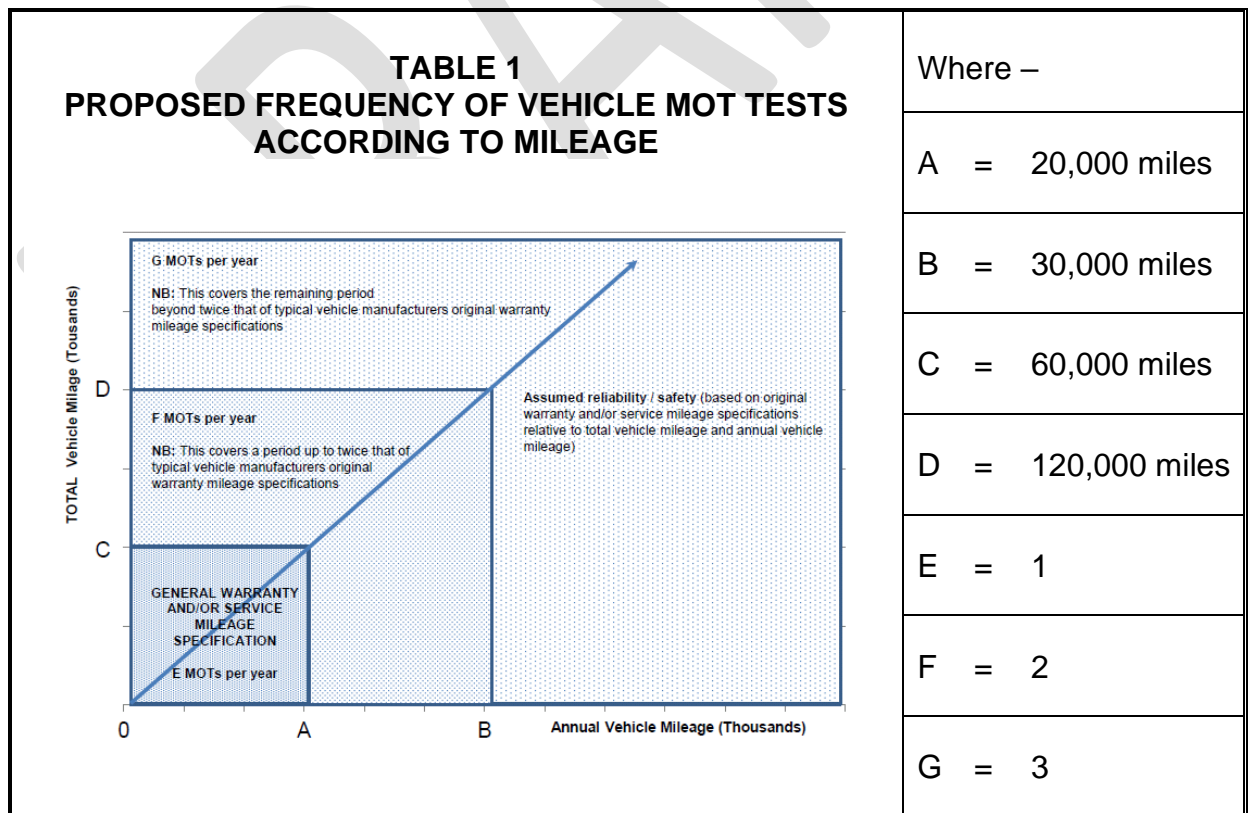 TABLE 1
PROPOSED FREQUENCY OF VEHICLE MOT TESTS
ACCORDING TO MILEAGE
TOTAL Vehicle Milage (Tousands)
G MOTs per year
NB: This covers the remaining period
beyond twice that of typical vehicle manufacturers original warranty
mileage specifications
D
F MOTs per year
NB: This covers a period up to twice that of
typical vehicle manufacturers original
warranty mileage specifications
Assumed reliability / safety (based on original
warranty and/or service mileage specifications
relative to total vehicle mileage and annual vehicle
mileage)
C
GENERAL WARRANTY
AND/OR SERVICE
MILEAGE
SPECIFICATION
E MOTs per year
0 A B Annual Vehicle Mileage (Thousands)
Where –
A = 20,000 miles
B = 30,000 miles
C = 60,000 miles
D = 120,000 miles
E = 1
F = 2
G = 3